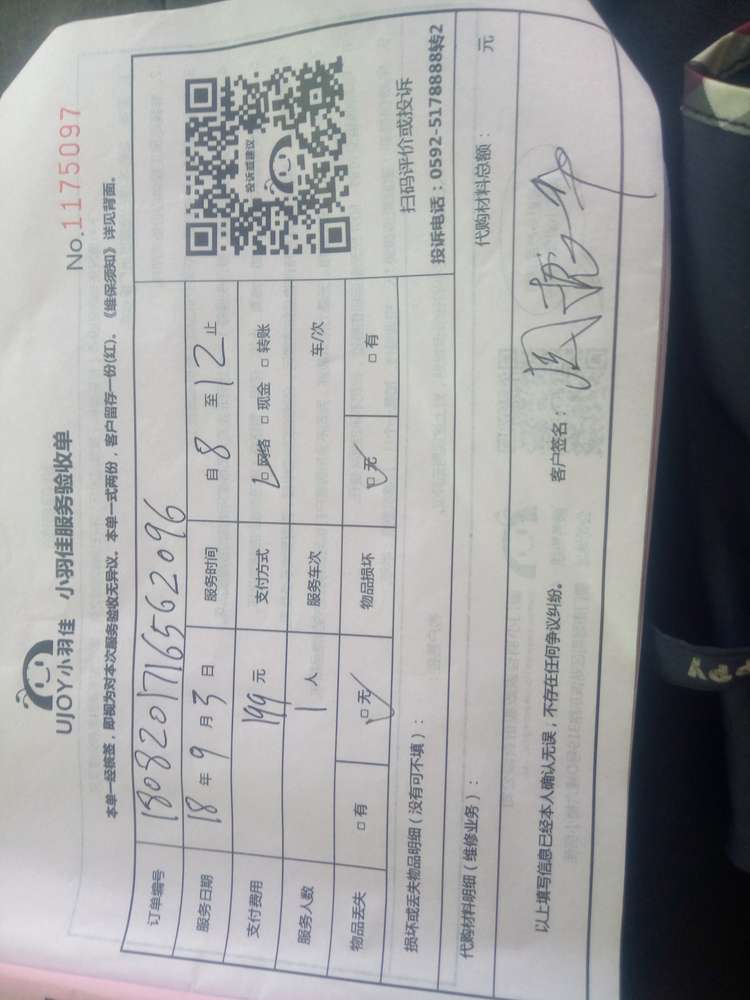 UJOY小羽佳 小羽佳服务验收单
No.1175097
本单一经核签，即视为对本次服务验收无异议。本单一式两份，客户留存一份(红)。《维保须知》详见背面。
订单编号 1808201716562096
服务日期 18 年 9 月 3 日 服务时间 自 8 至 12 止
支付费用 199 元 支付方式 □网络 □现金 □转账
服务人数 1 人 服务车次 车/次
物品丢失 □有 □无 物品损坏 □无 □有
投诉或建议
扫码评价或投诉
投诉电话：0592-5178888转2
损坏或丢失物品明细（没有可不填）：
代购材料明细（维修业务）： 代购材料总额： 元
以上填写信息已经本人确认无误，不存在任何争议纠纷。 客户签名：